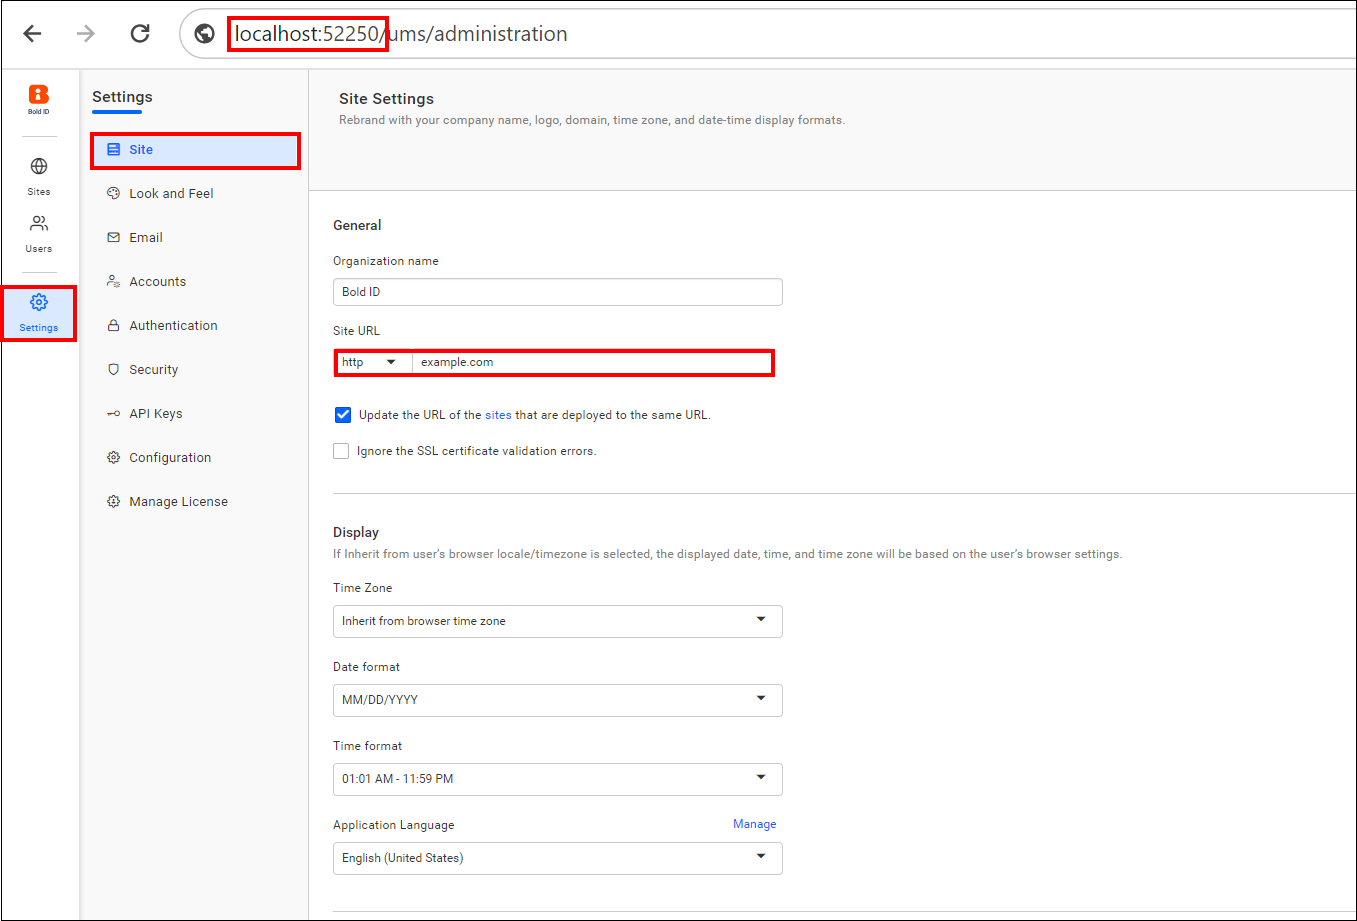 localhost:52250/ums/administration
Bold ID
Sites
Users
Settings
Settings
Site
Look and Feel
Email
Accounts
Authentication
Security
API Keys
Configuration
Manage License
Site Settings
Rebrand with your company name, logo, domain, time zone, and date-time display formats.
General
Organization name
Bold ID
Site URL
http example.com
Update the URL of the sites that are deployed to the same URL.
Ignore the SSL certificate validation errors.
Display
If Inherit from user's browser locale/timezone is selected, the displayed date, time, and time zone will be based on the user's browser settings.
Time Zone
Inherit from browser time zone
Date format
MM/DD/YYYY
Time format
01:01 AM - 11:59 PM
Application Language Manage
English (United States)